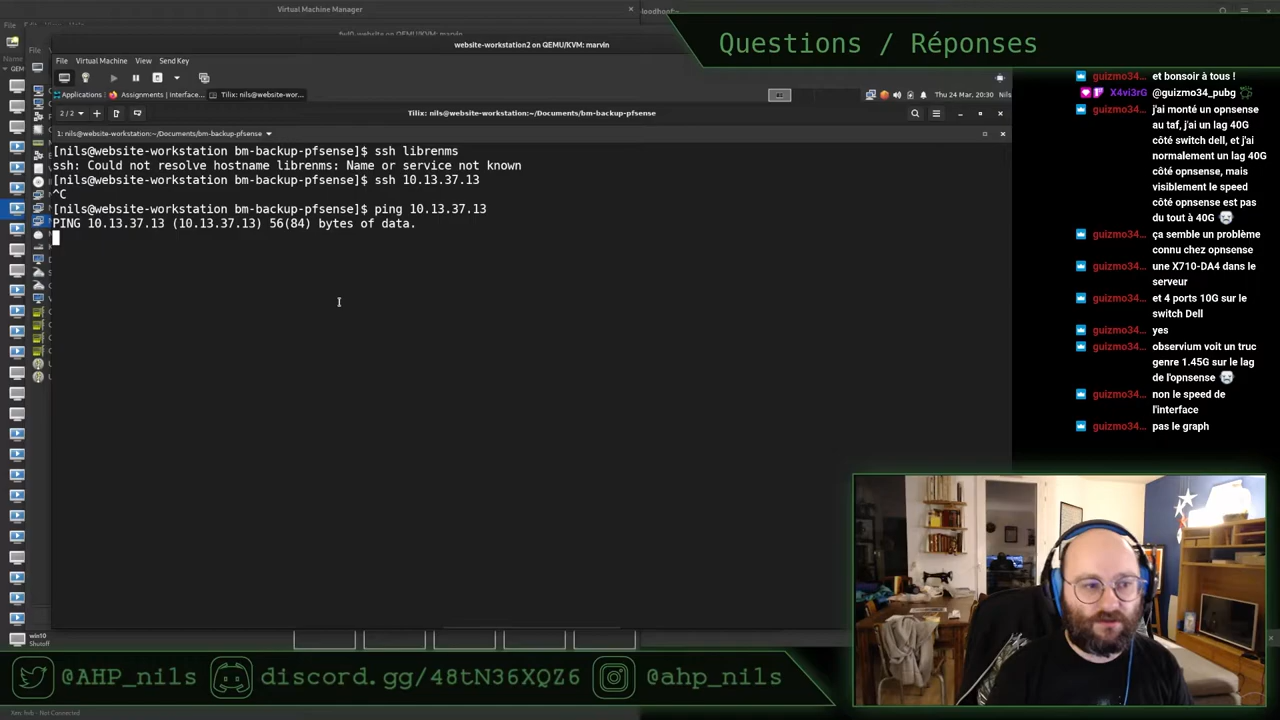 Virtual Machine Manager
File
website-workstation2 on QEMU/KVM: marvin
File Virtual Machine View Send Key
Applications Assignments | Interface... Tilix: nils@website-wor... Thu 24 Mar, 20:30 Nils
2 / 2 Tilix: nils@website-workstation:~/Documents/bm-backup-pfsense
1: nils@website-workstation:~/Documents/bm-backup-pfsense
[nils@website-workstation bm-backup-pfsense]$ ssh librenms
ssh: Could not resolve hostname librenms: Name or service not known
[nils@website-workstation bm-backup-pfsense]$ ssh 10.13.37.13
^C
[nils@website-workstation bm-backup-pfsense]$ ping 10.13.37.13
PING 10.13.37.13 (10.13.37.13) 56(84) bytes of data.
win10
Shutoff
Questions / Réponses
guizmo34... et bonsoir à tous !
X4vi3rG @guizmo34_pubg
guizmo34... j'ai monté un opnsense
au taf, j'ai un lag 40G
côté switch dell, et j'ai
normalement un lag 40G
côté opnsense, mais
visiblement le speed
côté opnsense est pas
du tout à 40G
guizmo34... ça semble un problème
connu chez opnsense
guizmo34... une X710-DA4 dans le
serveur
guizmo34... et 4 ports 10G sur le
switch Dell
guizmo34... yes
guizmo34... observium voit un truc
genre 1.45G sur le lag
de l'opnsense
guizmo34... non le speed de
l'interface
guizmo34... pas le graph
@AHP_nils discord.gg/48tN36XQZ6 @ahp_nils